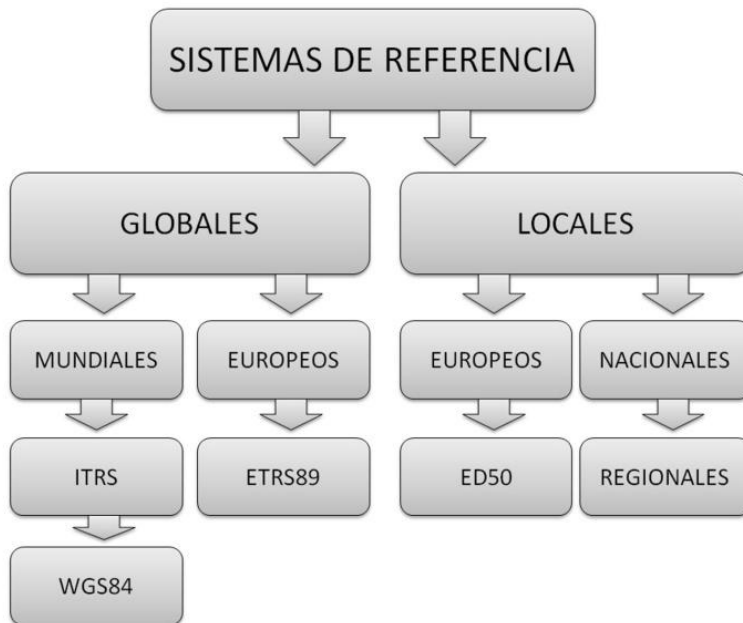 SISTEMAS DE REFERENCIA
GLOBALES
LOCALES
MUNDIALES
EUROPEOS
EUROPEOS
NACIONALES
ITRS
ETRS89
ED50
REGIONALES
WGS84